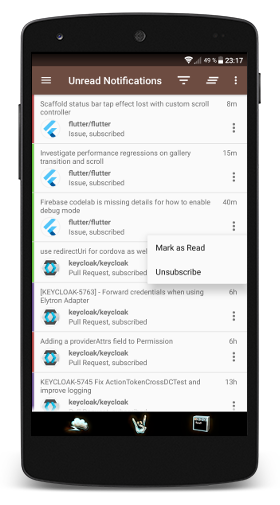 49 % 23:17
Unread Notifications
Scaffold status bar tap effect lost with custom scroll 8m
controller
flutter/flutter
Issue, subscribed
Investigate performance regressions on gallery 15m
transition and scroll
flutter/flutter
Issue, subscribed
Firebase codelab is missing details for how to enable 40m
debug mode
flutter/flutter
Issue, subscribed
Mark as Read
use redirectUri for cordova as wel
keycloak/keycloak
Pull Request, subscribed
Unsubscribe
[KEYCLOAK-5763] - Forward credentials when using 6h
Elytron Adapter
keycloak/keycloak
Pull Request, subscribed
Adding a providerAttrs field to Permission 6h
keycloak/keycloak
Pull Request, subscribed
KEYCLOAK-5745 Fix ActionTokenCrossDCTest and 13h
improve logging
keycloak/keycloak